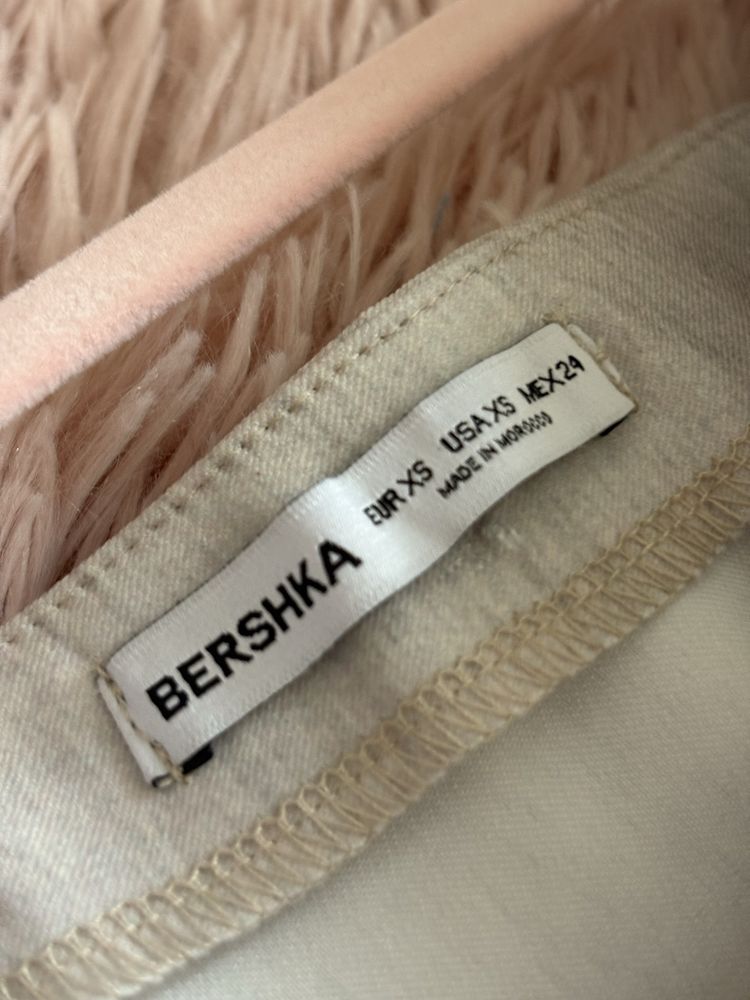 BERSHKA
EUR XS USA XS MEX 24
MADE IN MOROCCO